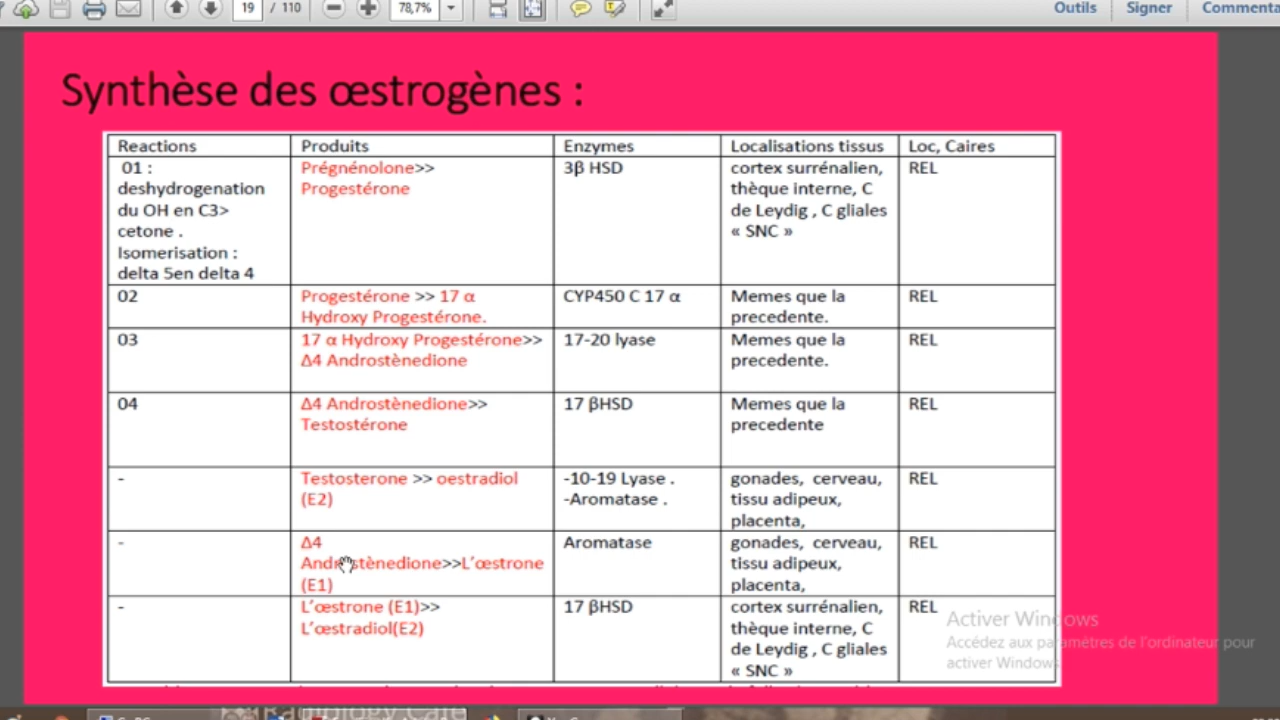 19 / 110
78,7%
Outils
Signer
Commenta
Synthèse des œstrogènes :
Reactions
Produits
Enzymes
Localisations tissus
Loc, Caires
01 :
deshydrogenation
du OH en C3>
cetone .
Isomerisation :
delta 5en delta 4
Prégnénolone>>
Progestérone
3β HSD
cortex surrénalien,
thèque interne, C
de Leydig , C gliales
« SNC »
REL
02
Progestérone >> 17 α
Hydroxy Progestérone.
CYP450 C 17 α
Memes que la
precedente.
REL
03
17 α Hydroxy Progestérone>>
Δ4 Androstènedione
17-20 lyase
Memes que la
precedente.
REL
04
Δ4 Androstènedione>>
Testostérone
17 βHSD
Memes que la
precedente
REL
-
Testosterone >> oestradiol
(E2)
-10-19 Lyase .
-Aromatase .
gonades, cerveau,
tissu adipeux,
placenta,
REL
-
Δ4
Androstènedione>>L'œstrone
(E1)
Aromatase
gonades, cerveau,
tissu adipeux,
placenta,
REL
-
L'œstrone (E1)>>
L'œstradiol(E2)
17 βHSD
cortex surrénalien,
thèque interne, C
de Leydig , C gliales
« SNC »
REL
Activer Windows
Accédez aux paramètres de l'ordinateur pour
activer Windows